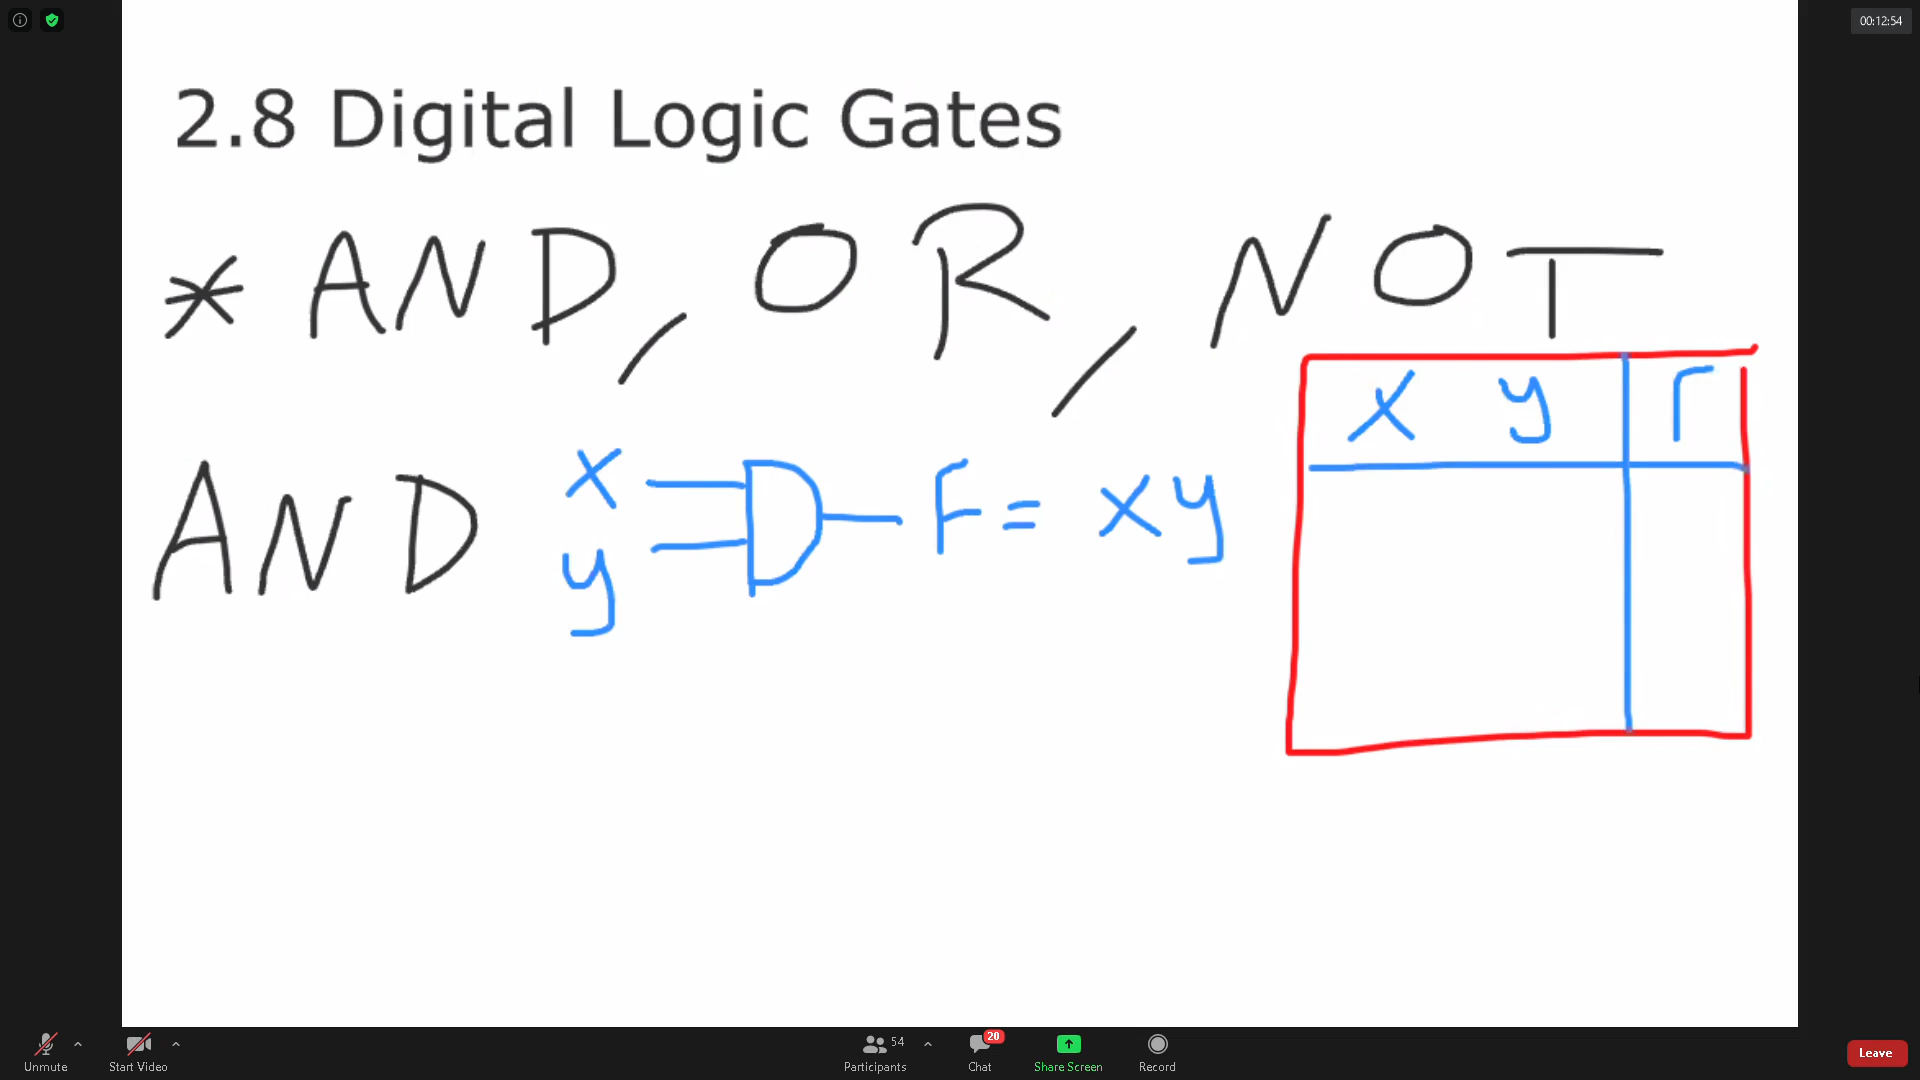 00:12:54
2.8 Digital Logic Gates
* AND, OR, NOT
x y
AND x y F = xy
Unmute Start Video 54 Participants 20 Chat Share Screen Record Leave